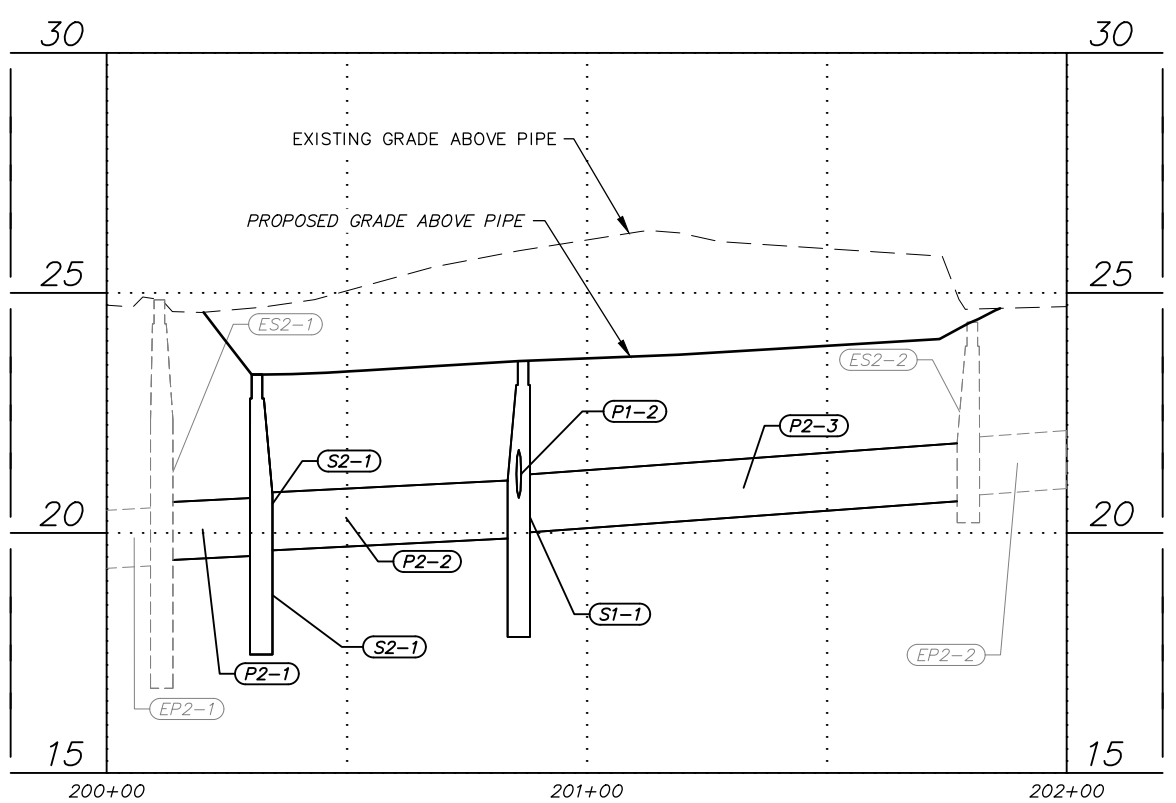 30
30
EXISTING GRADE ABOVE PIPE
PROPOSED GRADE ABOVE PIPE
25
25
ES2-1
ES2-2
P1-2
P2-3
S2-1
20
20
P2-2
S1-1
S2-1
EP2-2
P2-1
EP2-1
15
15
200+00
201+00
202+00